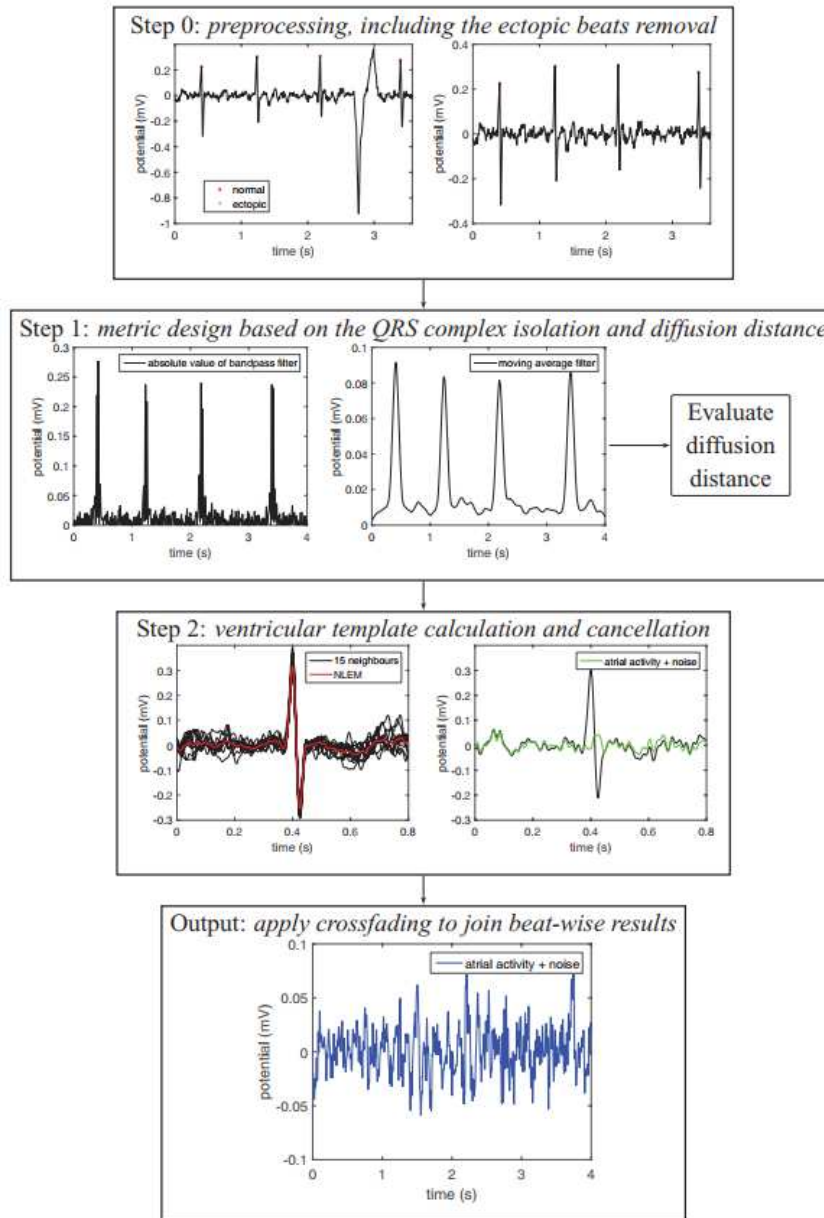 Step 0: preprocessing, including the ectopic beats removal
0.2
0
-0.2
-0.4
-0.6
-0.8
-1
potential (mV)
normal
ectopic
0 1 2 3
time (s)
0.4
0.2
0
-0.2
-0.4
potential (mV)
0 1 2 3
time (s)
Step 1: metric design based on the QRS complex isolation and diffusion distance
0.3
0.25
0.2
0.15
0.1
0.05
0
potential (mV)
absolute value of bandpass filter
0 1 2 3 4
time (s)
0.1
0.08
0.06
0.04
0.02
0
potential (mV)
moving average filter
0 1 2 3 4
time (s)
Evaluate
diffusion
distance
Step 2: ventricular template calculation and cancellation
0.3
0.2
0.1
0
-0.1
-0.2
-0.3
potential (mV)
15 neighbours
NLEM
0 0.2 0.4 0.6 0.8
time (s)
0.3
0.2
0.1
0
-0.1
-0.2
-0.3
potential (mV)
atrial activity + noise
0 0.2 0.4 0.6 0.8
time (s)
Output: apply crossfading to join beat-wise results
0.1
0.05
0
-0.05
-0.1
potential (mV)
atrial activity + noise
0 1 2 3 4
time (s)